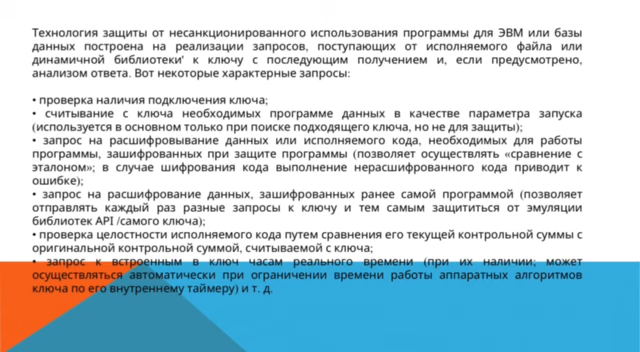 Технология защиты от несанкционированного использования программы для ЭВМ или базы
данных построена на реализации запросов, поступающих от исполняемого файла или
динамичной библиотеки' к ключу с последующим получением и, если предусмотрено,
анализом ответа. Вот некоторые характерные запросы:
• проверка наличия подключения ключа;
• считывание с ключа необходимых программе данных в качестве параметра запуска
(используется в основном только при поиске подходящего ключа, но не для защиты);
• запрос на расшифровывание данных или исполняемого кода, необходимых для работы
программы, зашифрованных при защите программы (позволяет осуществлять «сравнение с
эталоном»; в случае шифрования кода выполнение нерасшифрованного кода приводит к
ошибке);
• запрос на расшифрование данных, зашифрованных ранее самой программой (позволяет
отправлять каждый раз разные запросы к ключу и тем самым защититься от эмуляции
библиотек API /самого ключа);
• проверка целостности исполняемого кода путем сравнения его текущей контрольной суммы с
оригинальной контрольной суммой, считываемой с ключа;
• запрос к встроенным в ключ часам реального времени (при их наличии; может
осуществляться автоматически при ограничении времени работы аппаратных алгоритмов
ключа по его внутреннему таймеру) и т. д.